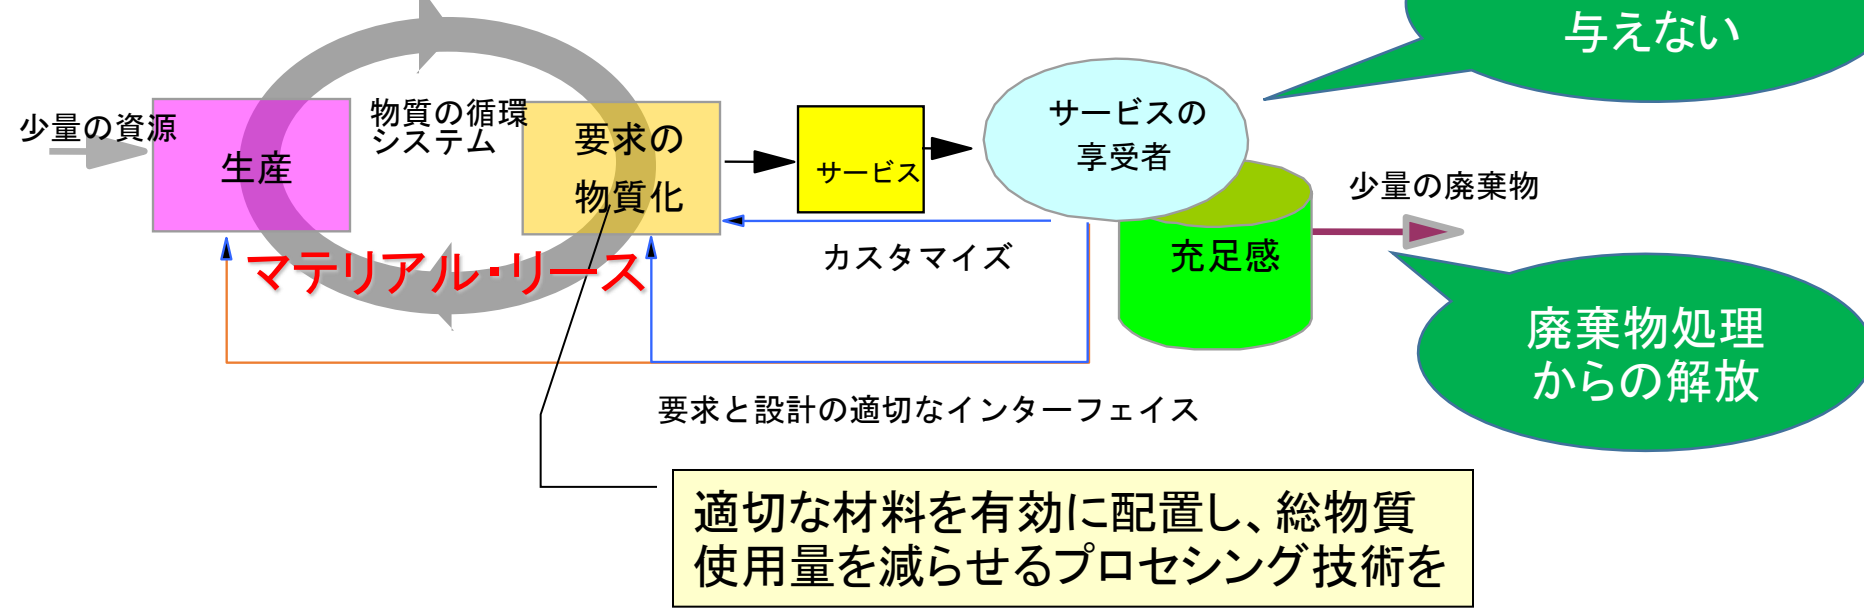 与えない
少量の資源
物質の循環
システム
生産
要求の
物質化
サービス
サービスの
享受者
少量の廃棄物
充足感
カスタマイズ
マテリアル・リース
廃棄物処理
からの解放
要求と設計の適切なインターフェイス
適切な材料を有効に配置し、総物質
使用量を減らせるプロセシング技術を